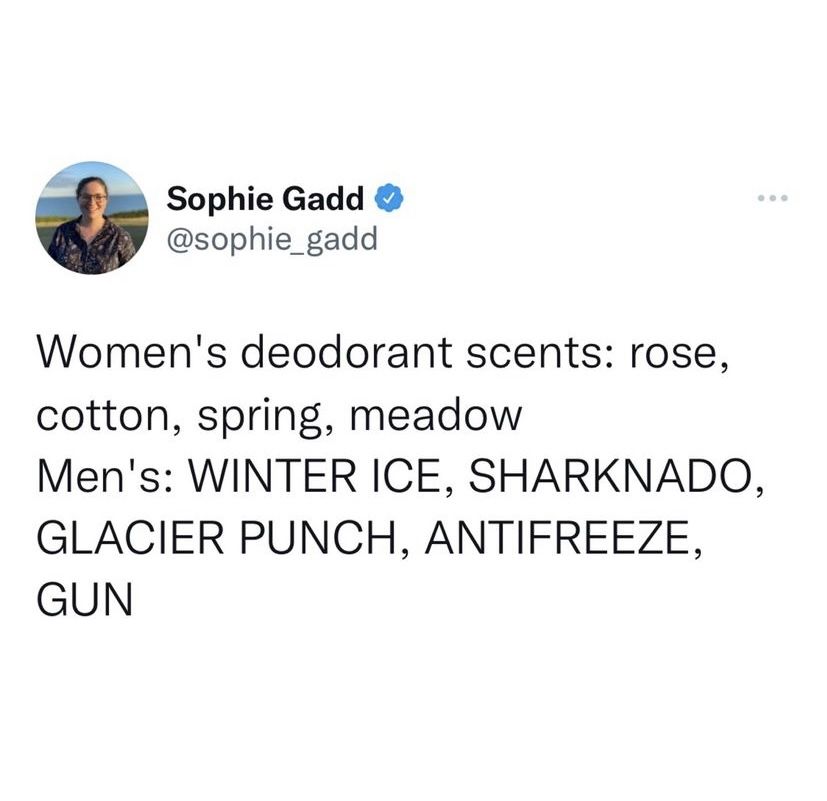 Sophie Gadd
@sophie_gadd
Women's deodorant scents: rose,
cotton, spring, meadow
Men's: WINTER ICE, SHARKNADO,
GLACIER PUNCH, ANTIFREEZE,
GUN